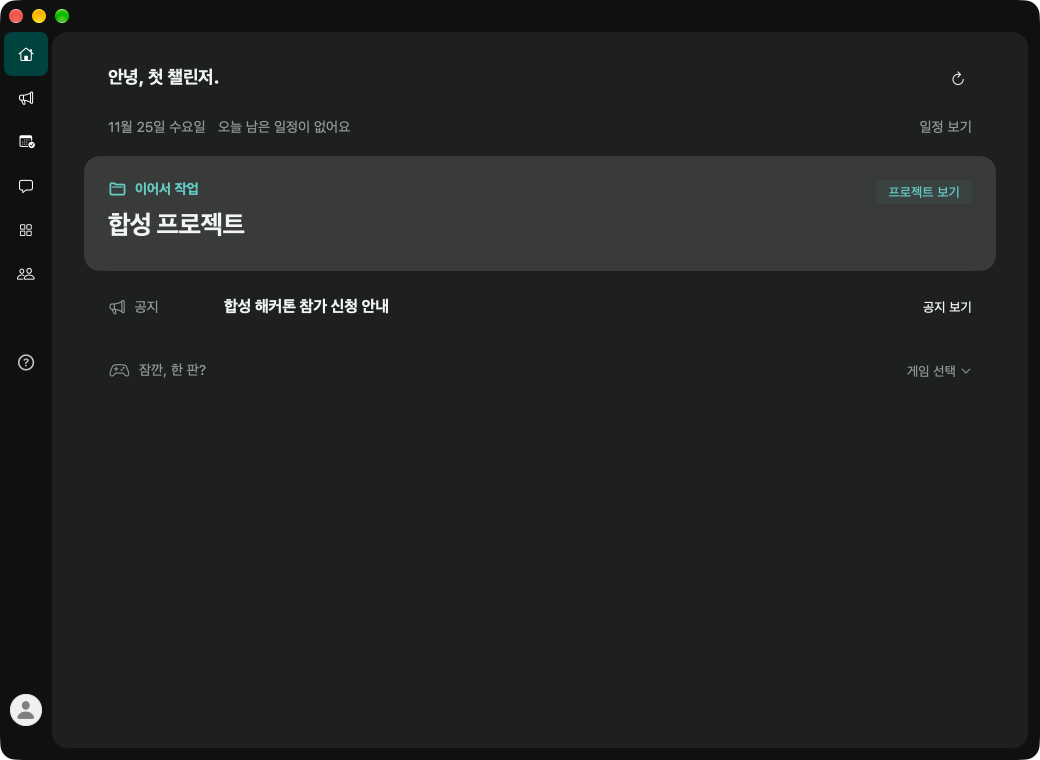 안녕, 첫 챌린저.
11월 25일 수요일 오늘 남은 일정이 없어요 일정 보기
이어서 작업 프로젝트 보기
합성 프로젝트
공지 합성 해커톤 참가 신청 안내 공지 보기
잠깐, 한 판? 게임 선택